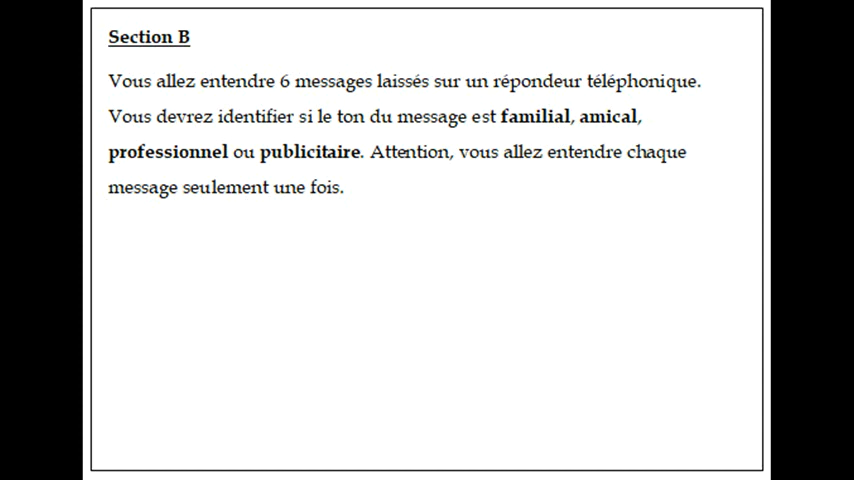 Section B
Vous allez entendre 6 messages laissés sur un répondeur téléphonique.
Vous devrez identifier si le ton du message est familial, amical,
professionnel ou publicitaire. Attention, vous allez entendre chaque
message seulement une fois.